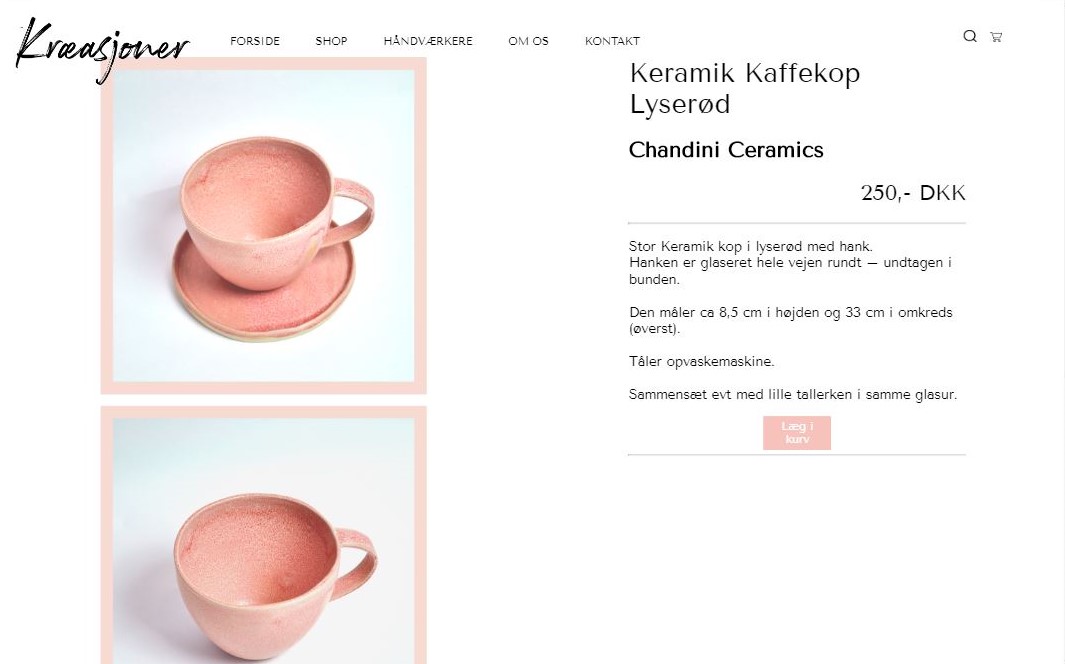 Kræasjoner
FORSIDE
SHOP
HÅNDVÆRKERE
OM OS
KONTAKT
Keramik Kaffekop
Lyserød
Chandini Ceramics
250,- DKK
Stor Keramik kop i lyserød med hank.
Hanken er glaseret hele vejen rundt – undtagen i
bunden.
Den måler ca 8,5 cm i højden og 33 cm i omkreds
(øverst).
Tåler opvaskemaskine.
Sammensæt evt med lille tallerken i samme glasur.
Læg i
kurv